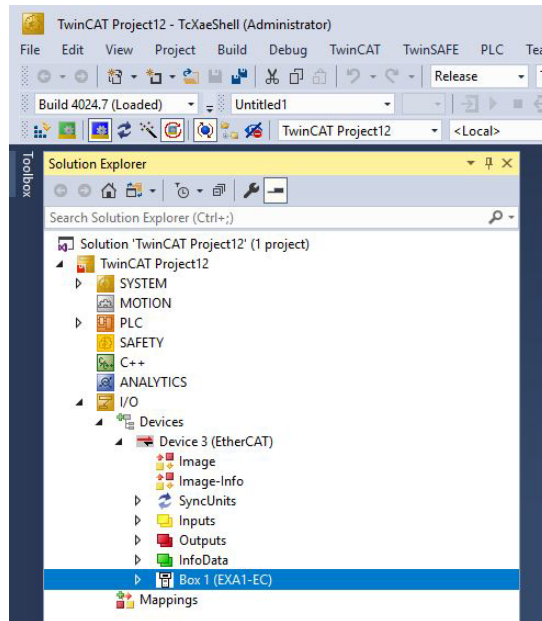 TwinCAT Project12 - TcXaeShell (Administrator)
File Edit View Project Build Debug TwinCAT TwinSAFE PLC
Release
Build 4024.7 (Loaded) Untitled1
TwinCAT Project12 <Local>
Toolbox
Solution Explorer
Search Solution Explorer (Ctrl+;)
Solution 'TwinCAT Project12' (1 project)
TwinCAT Project12
SYSTEM
MOTION
PLC
SAFETY
C++
ANALYTICS
I/O
Devices
Device 3 (EtherCAT)
Image
Image-Info
SyncUnits
Inputs
Outputs
InfoData
Box 1 (EXA1-EC)
Mappings